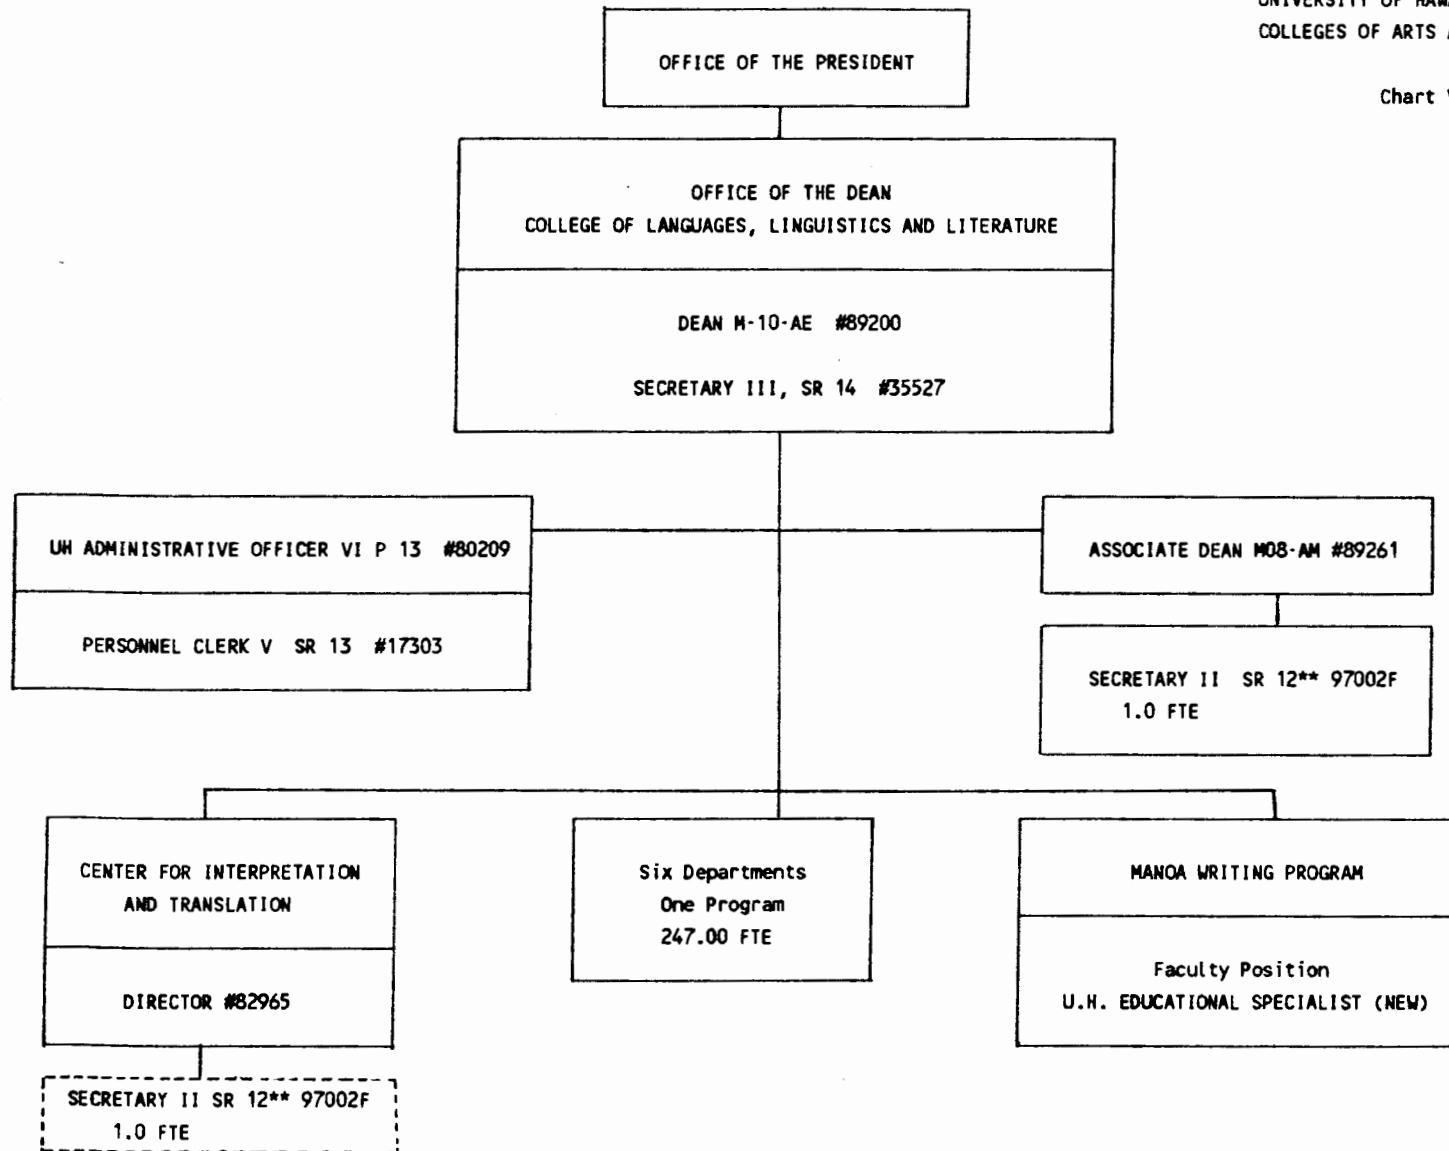 UNIVERSITY OF
COLLEGES OF ARTS
Chart
OFFICE OF THE PRESIDENT
OFFICE OF THE DEAN
COLLEGE OF LANGUAGES, LINGUISTICS AND LITERATURE
DEAN M-10-AE #89200
SECRETARY III, SR 14 #35527
UH ADMINISTRATIVE OFFICER VI P 13 #80209
PERSONNEL CLERK V SR 13 #17303
ASSOCIATE DEAN M08-AM #89261
SECRETARY II SR 12** 97002F
1.0 FTE
CENTER FOR INTERPRETATION
AND TRANSLATION
DIRECTOR #82965
SECRETARY II SR 12** 97002F
1.0 FTE
Six Departments
One Program
247.00 FTE
MANOA WRITING PROGRAM
Faculty Position
U.H. EDUCATIONAL SPECIALIST (NEW)